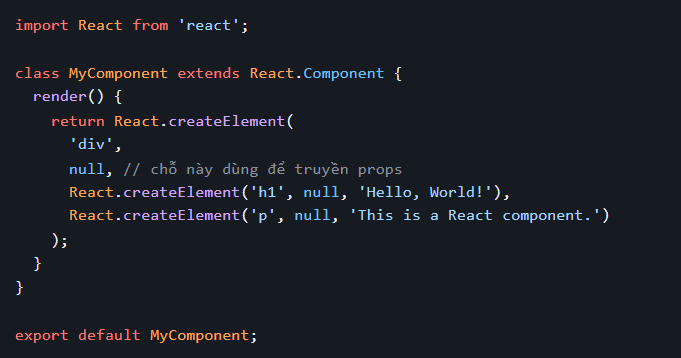 import React from 'react';
class MyComponent extends React.Component {
render() {
return React.createElement(
'div',
null, // chỗ này dùng để truyền props
React.createElement('h1', null, 'Hello, World!'),
React.createElement('p', null, 'This is a React component.')
);
}
}
export default MyComponent;